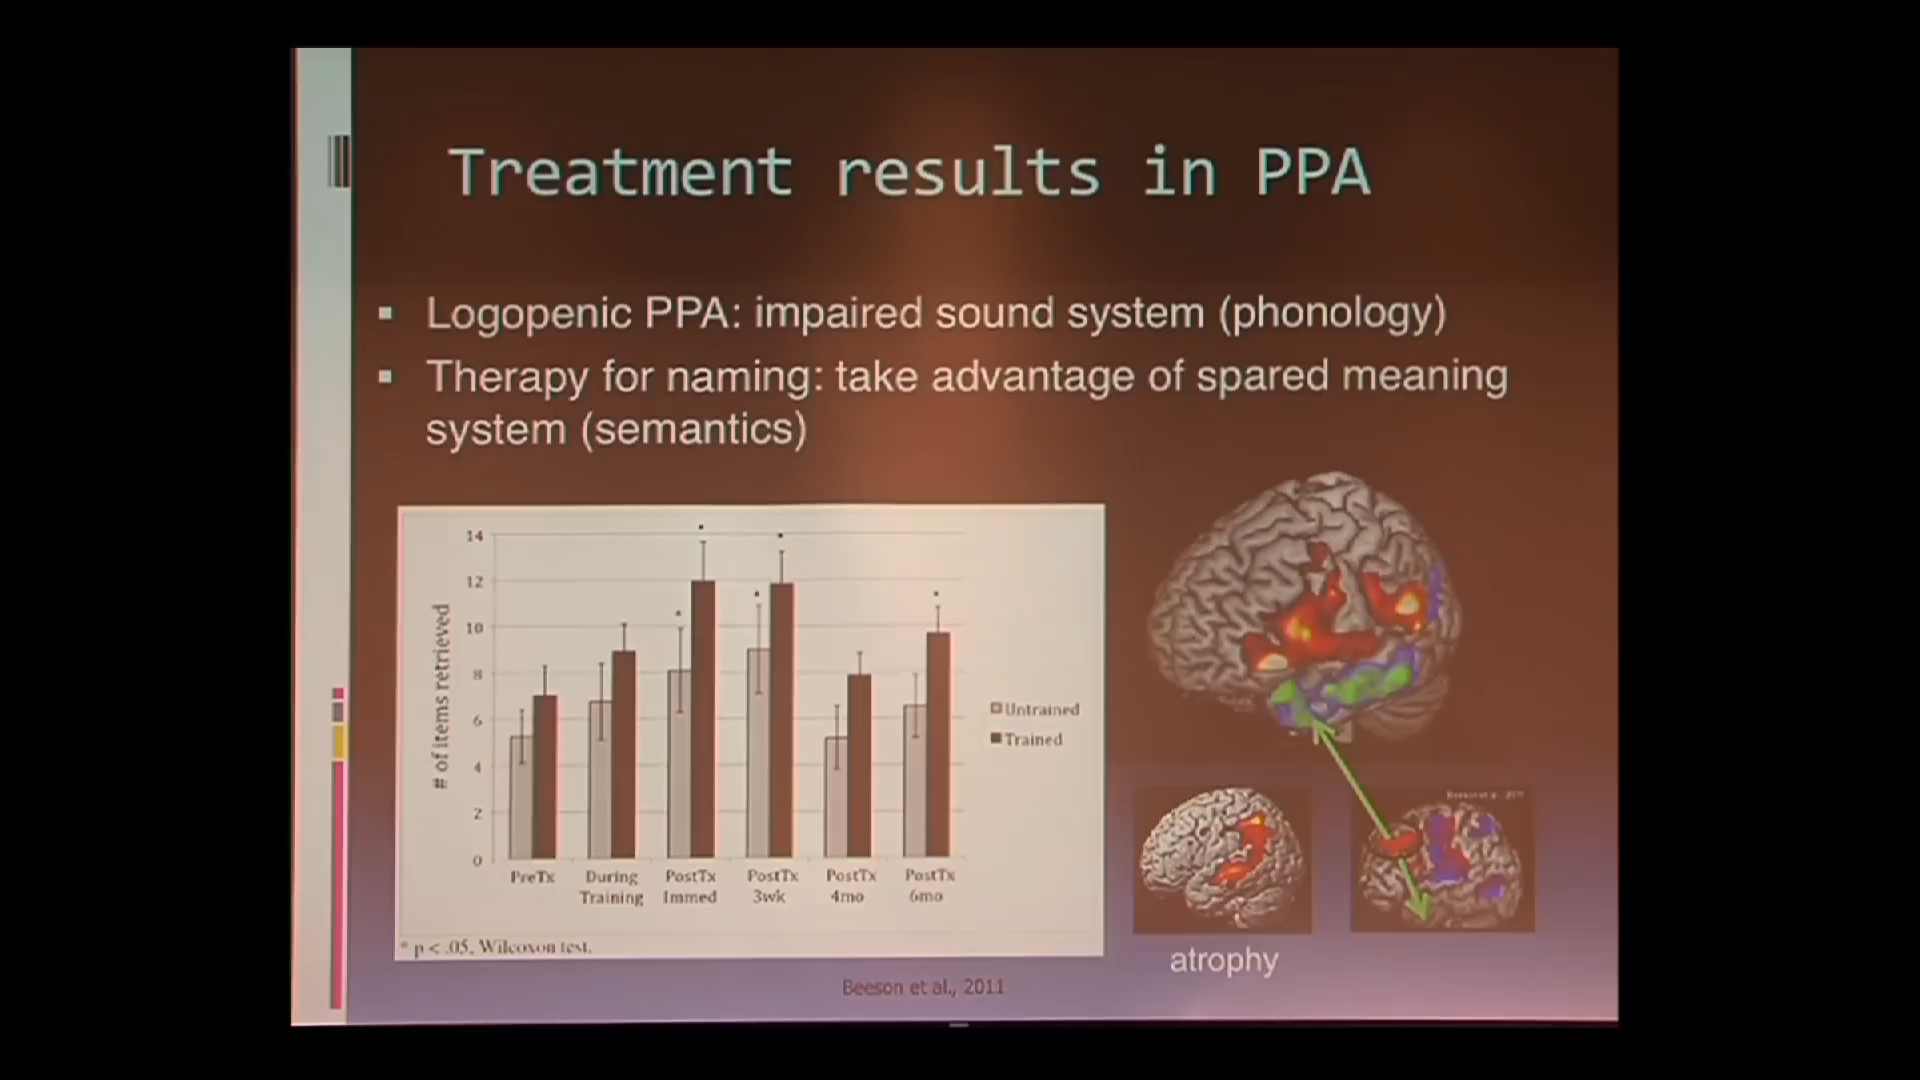 Treatment results in PPA
▪ Logopenic PPA: impaired sound system (phonology)
▪ Therapy for naming: take advantage of spared meaning
system (semantics)
14
12
10
8
6
4
2
0
# of items retrieved
PreTx
During
Training
PostTx
Immed
PostTx
3wk
PostTx
4mo
PostTx
6mo
Untrained
Trained
* p < .05, Wilcoxon test.
Beeson et al., 2011
atrophy